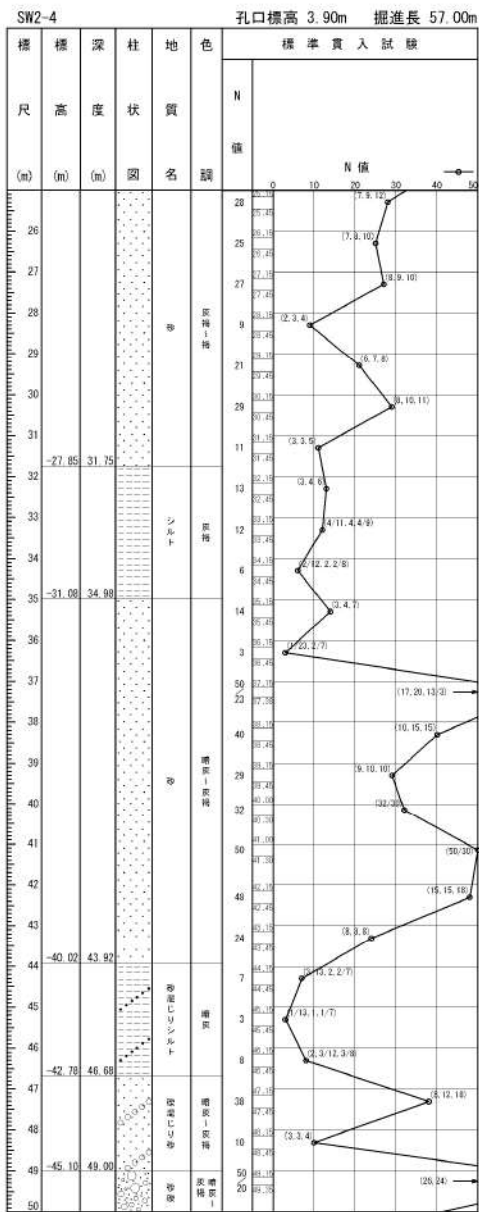 SW2-4 孔口標高 3.90m 掘進長 57.00m
標尺(m) 標高(m) 深度(m) 柱状図 地質名 色調 標準貫入試験
N値
N 値
0 10 20 30 40
28 (7, 9, 12)
26
25 (7, 8, 10)
27
27 (8, 9, 10)
28
砂 灰褐〜褐
9 (2, 3, 4)
29
21 (6, 7, 8)
30
29 (8, 10, 11)
31
11 (3, 3, 5)
-27.85 31.75
32
13 (3, 4, 6)
33
シルト 灰褐
12 (4/11, 4, 4/9)
34
6 (2/12, 2, 2/8)
-31.08 34.98
35
14 (3, 4, 7)
36
3 (1/23, 2/7)
37
50/23 (17, 20, 13/3)
38
40 (10, 15, 15)
39
29 (9, 10, 10)
砂 暗灰〜灰褐
40
32 (32/30)
41
50 (50/30)
42
48 (15, 15, 18)
43
24 (8, 8, 8)
-40.02 43.92
44
7 (3/13, 2, 2/7)
45
砂混じりシルト 暗灰
3 (1/13, 1, 1/7)
46
8 (2, 3/12, 3/8)
-42.78 46.68
47
38 (8, 12, 18)
礫混じり砂 暗灰〜灰褐
48
10 (3, 3, 4)
-45.10 49.00
49
50/20 (26, 24)
砂礫 暗灰〜灰褐
50